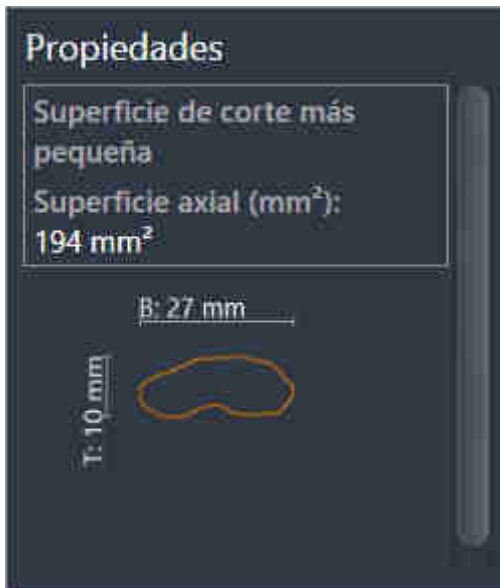 Propiedades
Superficie de corte más
pequeña
Superficie axial (mm²):
194 mm²
B: 27 mm
T: 10 mm